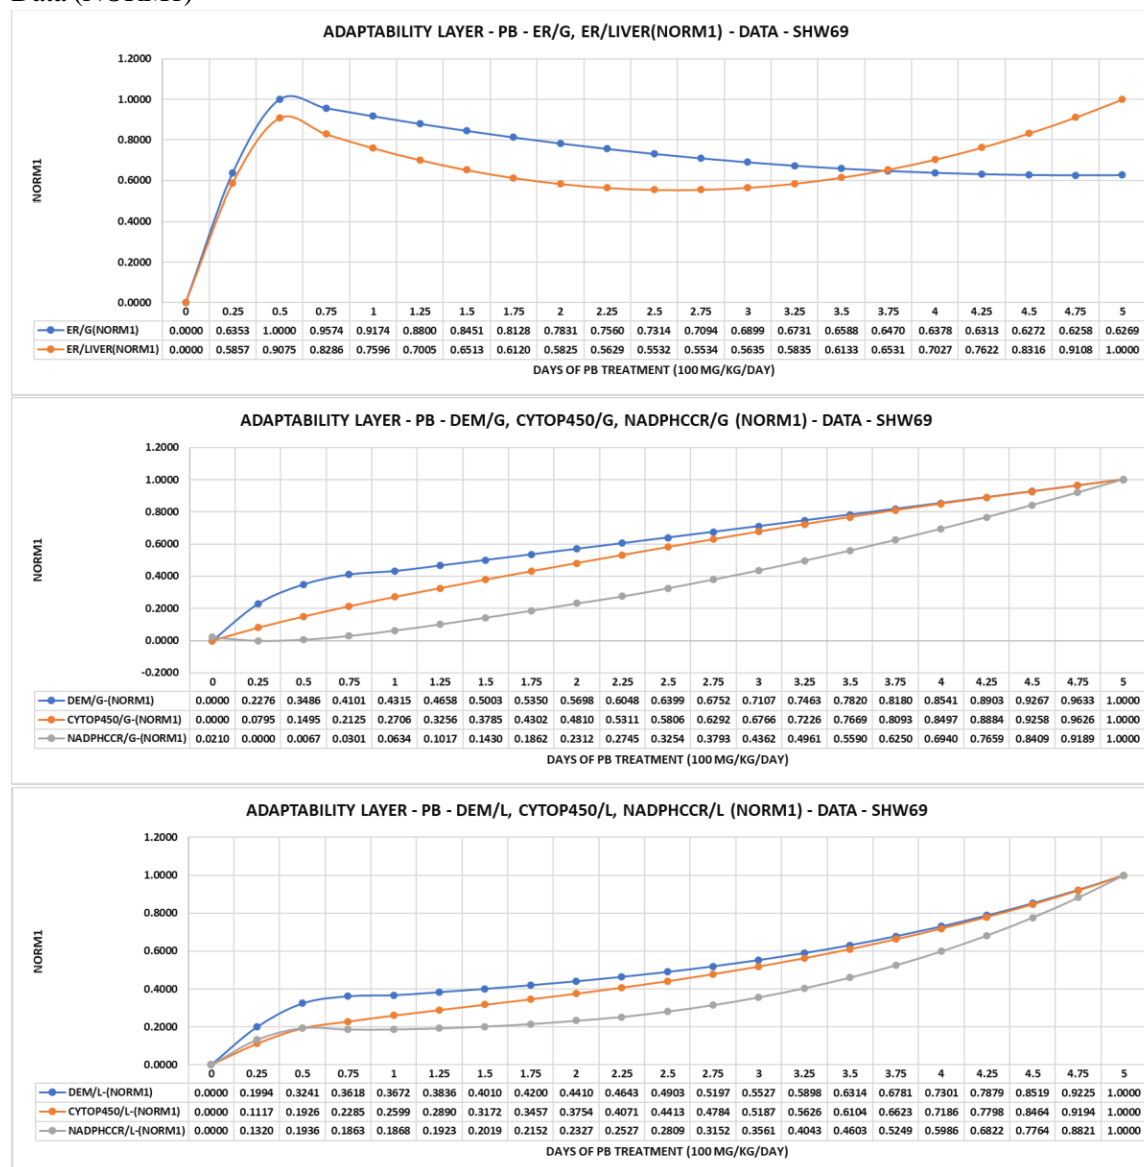 Data (NORM1)
ADAPTABILITY LAYER - PB - ER/G, ER/LIVER(NORM1) - DATA - SHW69
1.2000
1.0000
0.8000
0.6000
0.4000
0.2000
0.0000
NORM1
0 0.25 0.5 0.75 1 1.25 1.5 1.75 2 2.25 2.5 2.75 3 3.25 3.5 3.75 4 4.25 4.5 4.75 5
ER/G(NORM1) 0.0000 0.6353 1.0000 0.9574 0.9174 0.8800 0.8451 0.8128 0.7831 0.7560 0.7314 0.7094 0.6899 0.6731 0.6588 0.6470 0.6378 0.6313 0.6272 0.6258 0.6269
ER/LIVER(NORM1) 0.0000 0.5857 0.9075 0.8286 0.7596 0.7005 0.6513 0.6120 0.5825 0.5629 0.5532 0.5534 0.5635 0.5835 0.6133 0.6531 0.7027 0.7622 0.8316 0.9108 1.0000
DAYS OF PB TREATMENT (100 MG/KG/DAY)
ADAPTABILITY LAYER - PB - DEM/G, CYTOP450/G, NADPHCCR/G (NORM1) - DATA - SHW69
1.2000
1.0000
0.8000
0.6000
0.4000
0.2000
0.0000
-0.2000
NORM1
0 0.25 0.5 0.75 1 1.25 1.5 1.75 2 2.25 2.5 2.75 3 3.25 3.5 3.75 4 4.25 4.5 4.75 5
DEM/G-(NORM1) 0.0000 0.2276 0.3486 0.4101 0.4315 0.4658 0.5003 0.5350 0.5698 0.6048 0.6399 0.6752 0.7107 0.7463 0.7820 0.8180 0.8541 0.8903 0.9267 0.9633 1.0000
CYTOP450/G-(NORM1) 0.0000 0.0795 0.1495 0.2125 0.2706 0.3256 0.3785 0.4302 0.4810 0.5311 0.5806 0.6292 0.6766 0.7226 0.7669 0.8093 0.8497 0.8884 0.9258 0.9626 1.0000
NADPHCCR/G-(NORM1) 0.0210 0.0000 0.0067 0.0301 0.0634 0.1017 0.1430 0.1862 0.2312 0.2745 0.3254 0.3793 0.4362 0.4961 0.5590 0.6250 0.6940 0.7659 0.8409 0.9189 1.0000
DAYS OF PB TREATMENT (100 MG/KG/DAY)
ADAPTABILITY LAYER - PB - DEM/L, CYTOP450/L, NADPHCCR/L (NORM1) - DATA - SHW69
1.2000
1.0000
0.8000
0.6000
0.4000
0.2000
0.0000
NORM1
0 0.25 0.5 0.75 1 1.25 1.5 1.75 2 2.25 2.5 2.75 3 3.25 3.5 3.75 4 4.25 4.5 4.75 5
DEM/L-(NORM1) 0.0000 0.1994 0.3241 0.3618 0.3672 0.3836 0.4010 0.4200 0.4410 0.4643 0.4903 0.5197 0.5527 0.5898 0.6314 0.6781 0.7301 0.7879 0.8519 0.9225 1.0000
CYTOP450/L-(NORM1) 0.0000 0.1117 0.1926 0.2285 0.2599 0.2890 0.3172 0.3457 0.3754 0.4071 0.4413 0.4784 0.5187 0.5626 0.6104 0.6623 0.7186 0.7798 0.8464 0.9194 1.0000
NADPHCCR/L-(NORM1) 0.0000 0.1320 0.1936 0.1863 0.1868 0.1923 0.2019 0.2152 0.2327 0.2527 0.2809 0.3152 0.3561 0.4043 0.4603 0.5249 0.5986 0.6822 0.7764 0.8821 1.0000
DAYS OF PB TREATMENT (100 MG/KG/DAY)